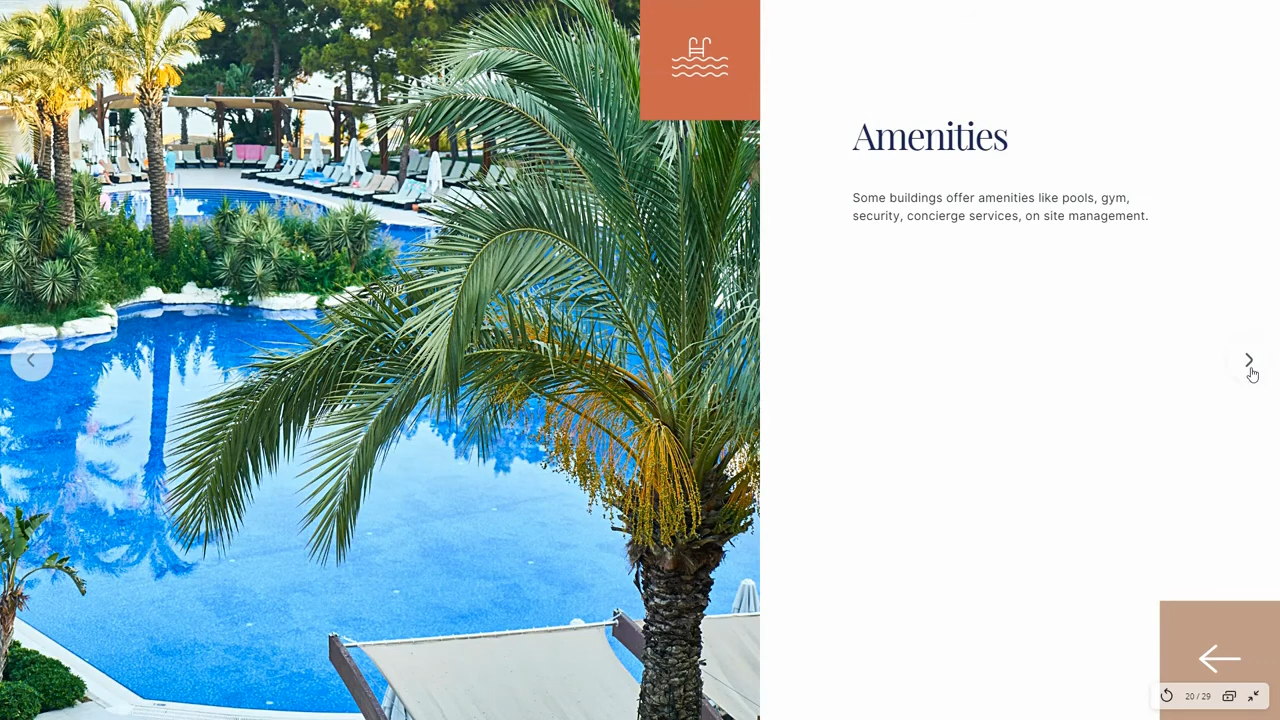 Amenities
Some buildings offer amenities like pools, gym,
security, concierge services, on site management.
20 / 29